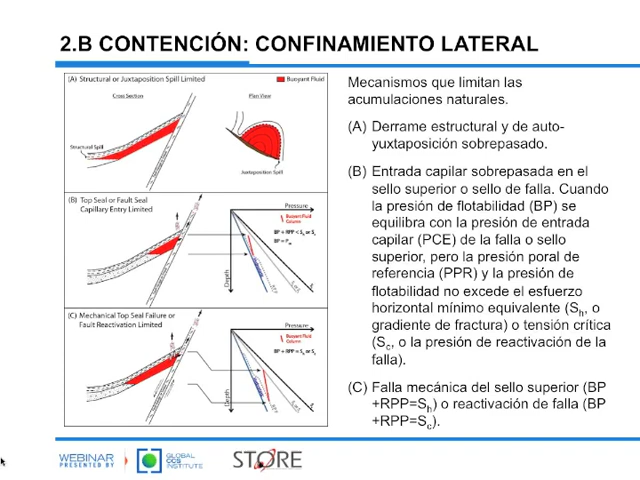 2.B CONTENCIÓN: CONFINAMIENTO LATERAL
(A) Structural or Juxtaposition Spill Limited
Buoyant Fluid
Cross Section
Plan View
Structural Spill
Juxtaposition Spill
(B) Top Seal or Fault Seal
Capillary Entry Limited
Pressure
Buoyant Fluid
Column
Depth
(C) Mechanical Top Seal Failure or
Fault Reactivation Limited
Pressure
Buoyant Fluid
Column
BP + RPP = Sh or Sc
Depth
Mecanismos que limitan las
acumulaciones naturales.
(A) Derrame estructural y de auto-
yuxtaposición sobrepasado.
(B) Entrada capilar sobrepasada en el
sello superior o sello de falla. Cuando
la presión de flotabilidad (BP) se
equilibra con la presión de entrada
capilar (PCE) de la falla o sello
superior, pero la presión poral de
referencia (PPR) y la presión de
flotabilidad no excede el esfuerzo
horizontal mínimo equivalente (Sh, o
gradiente de fractura) o tensión crítica
(Sc, o la presión de reactivación de la
falla).
(C) Falla mecánica del sello superior (BP
+RPP=Sh) o reactivación de falla (BP
+RPP=Sc).
WEBINAR
PRESENTED BY
GLOBAL
CCS
INSTITUTE
STORE